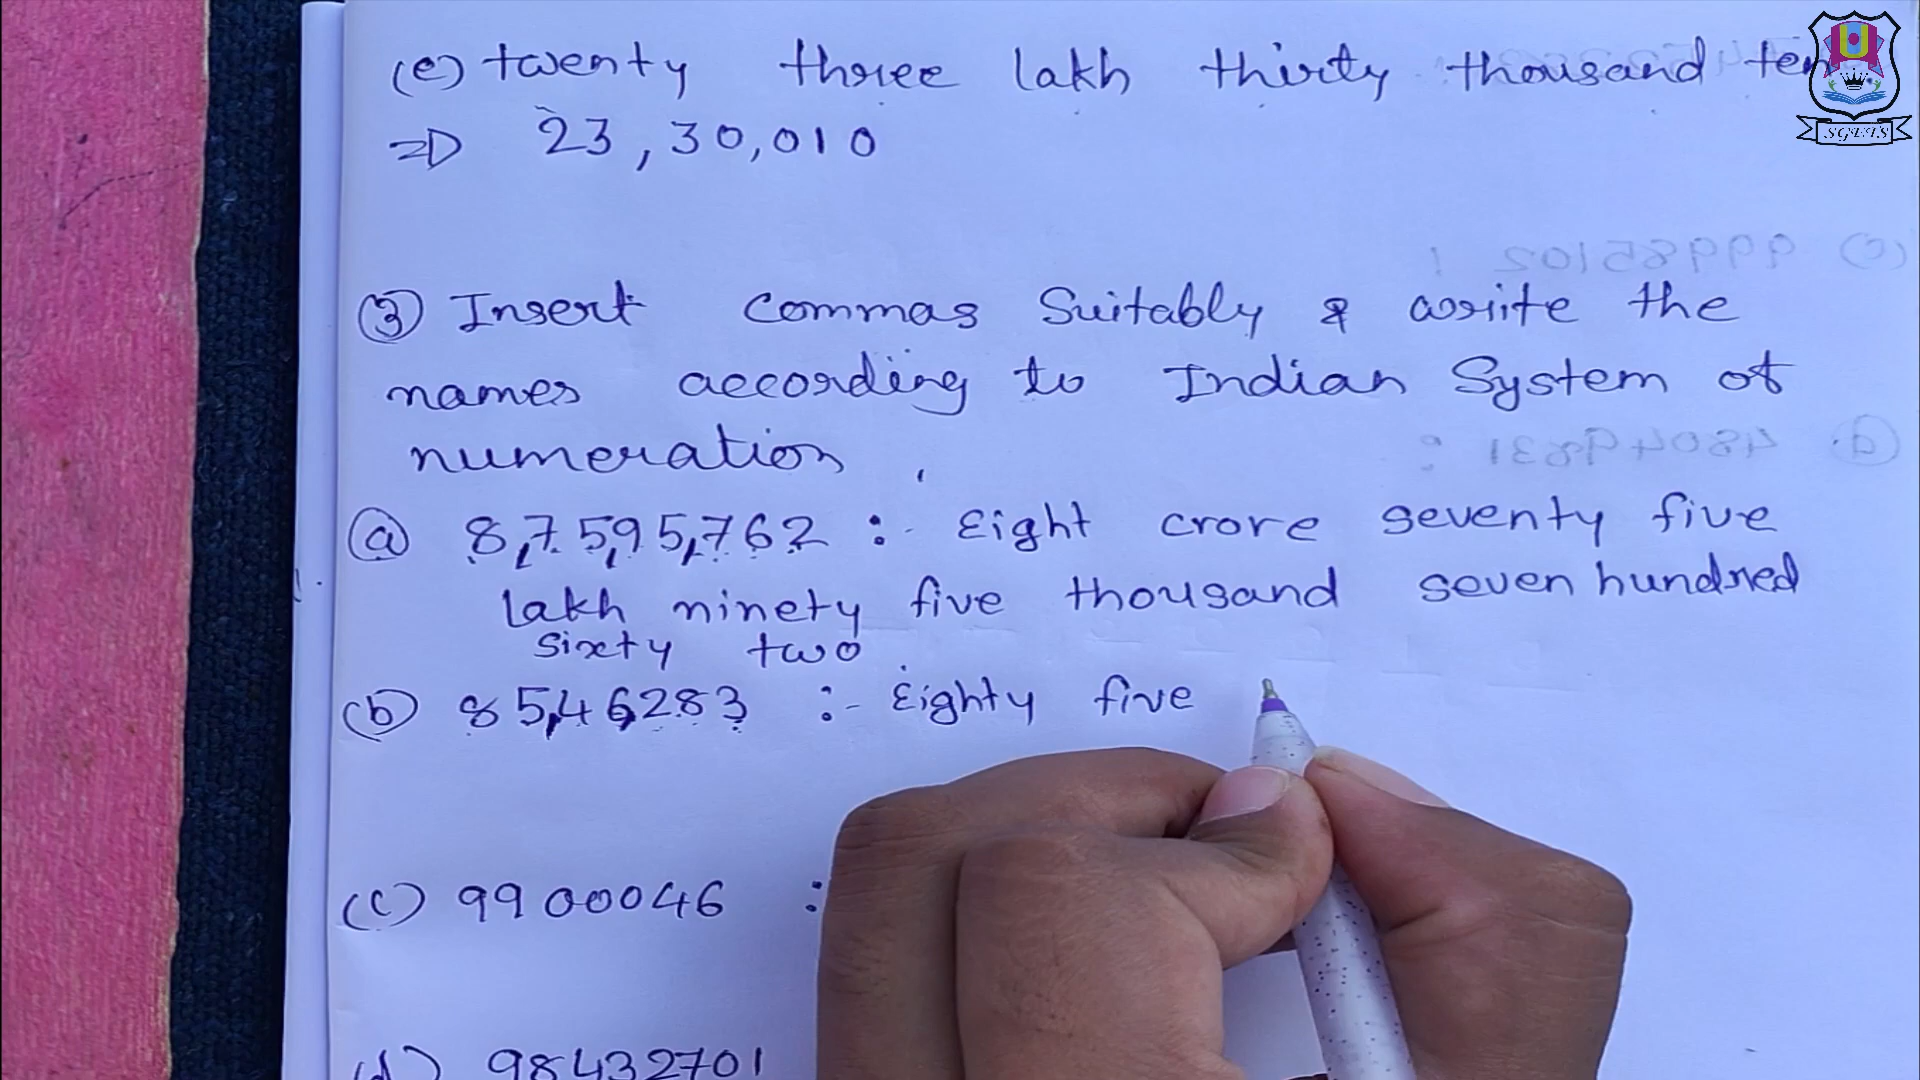 (e) twenty three lakh thirty thousand ten
=> 23,30,010
③ Insert commas suitably & write the
names according to Indian System of
numeration.
ⓐ 8,75,95,762 :- Eight crore seventy five
lakh ninety five thousand seven hundred
sixty two
(b) 85,46,283 :- Eighty five
(c) 9900046 :
(d) 98432701
SGVIS